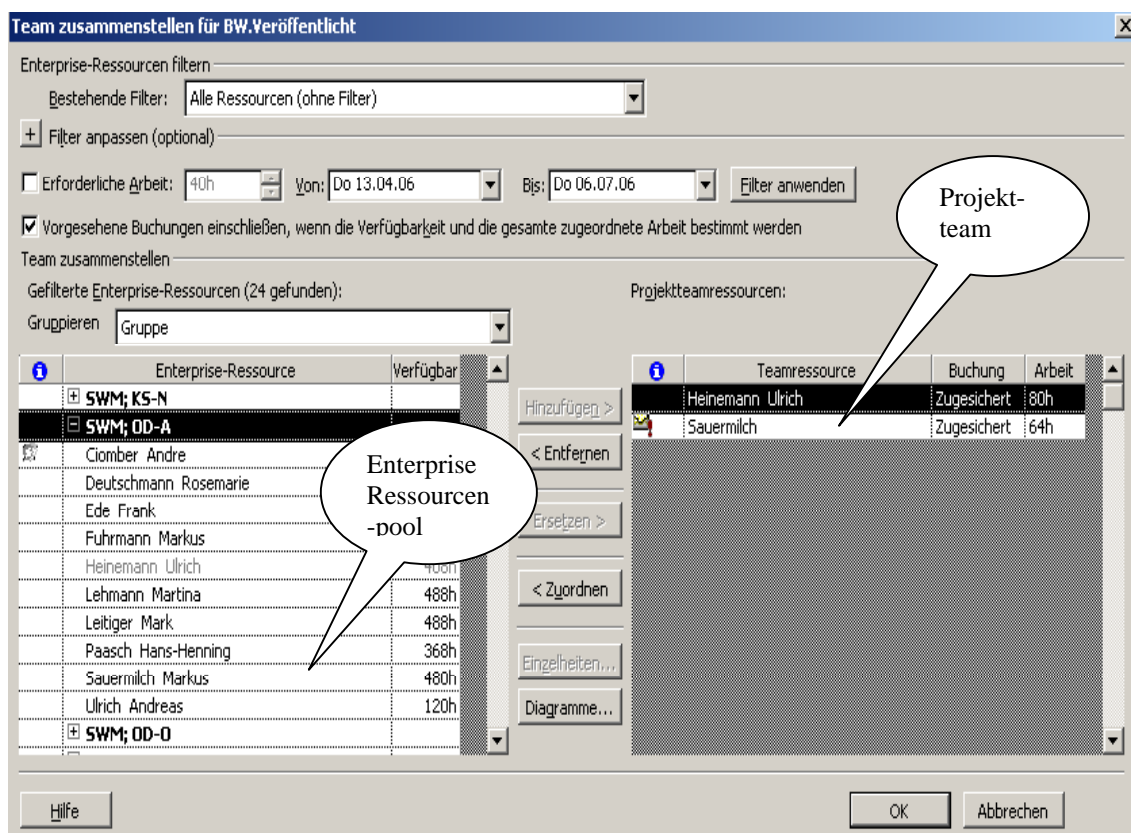 Team zusammenstellen für BW.Veröffentlicht
Enterprise-Ressourcen filtern
Bestehende Filter: Alle Ressourcen (ohne Filter)
+ Filter anpassen (optional)
Erforderliche Arbeit: 40h Von: Do 13.04.06 Bis: Do 06.07.06 Filter anwenden
Vorgesehene Buchungen einschließen, wenn die Verfügbarkeit und die gesamte zugeordnete Arbeit bestimmt werden
Projekt-
team
Team zusammenstellen
Gefilterte Enterprise-Ressourcen (24 gefunden):
Gruppieren Gruppe
Enterprise-Ressource Verfügbar
SWM; KS-N
SWM; OD-A
Ciomber Andre
Deutschmann Rosemarie
Ede Frank
Fuhrmann Markus
Heinemann Ulrich
Lehmann Martina 488h
Leitiger Mark 488h
Paasch Hans-Henning 368h
Sauermilch Markus 480h
Ulrich Andreas 120h
SWM; OD-O
Enterprise
Ressourcen
-pool
Hinzufügen >
< Entfernen
Ersetzen >
< Zuordnen
Einzelheiten...
Diagramme...
Projektteamressourcen:
Teamressource Buchung Arbeit
Heinemann Ulrich Zugesichert 80h
Sauermilch Zugesichert 64h
Hilfe OK Abbrechen